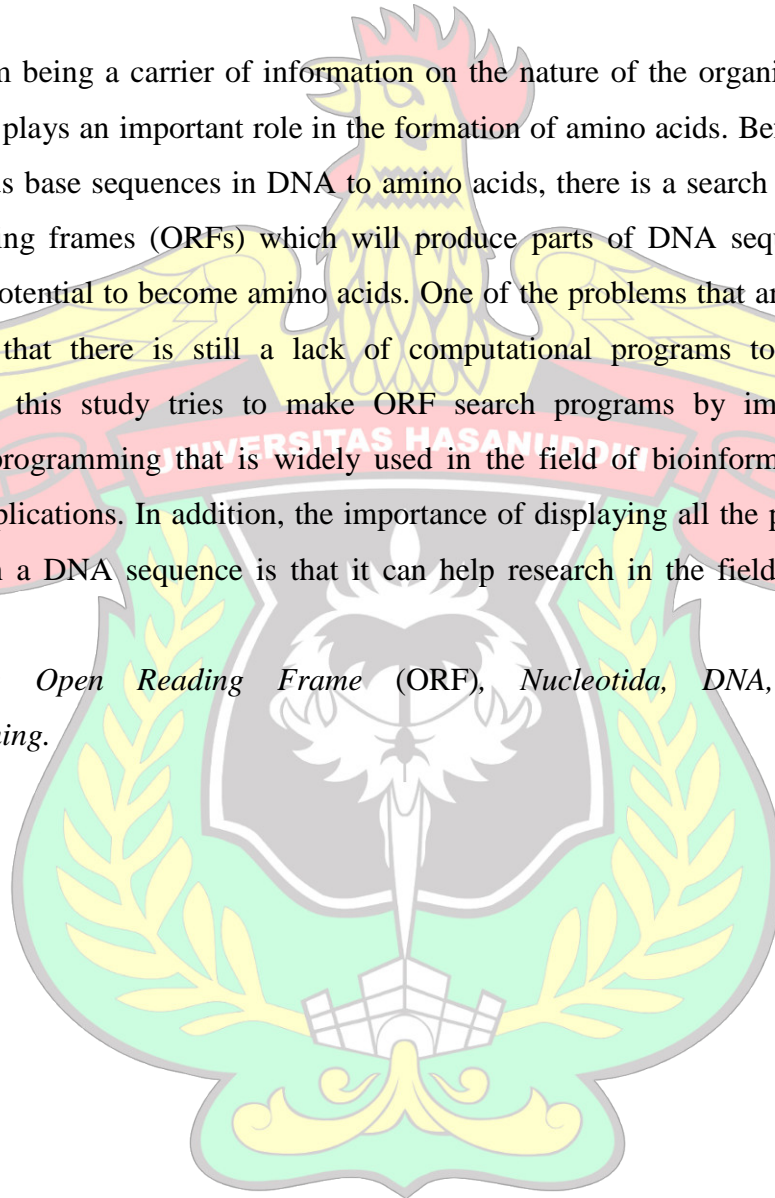 being a carrier of information on the nature of the organi
plays an important role in the formation of amino acids. Be
us base sequences in DNA to amino acids, there is a search
ing frames (ORFs) which will produce parts of DNA sequ
otential to become amino acids. One of the problems that ar
that there is still a lack of computational programs to
this study tries to make ORF search programs by im
UNIVERSITAS HASANUDDIN
programming that is widely used in the field of bioinform
plications. In addition, the importance of displaying all the p
a DNA sequence is that it can help research in the field
Open Reading Frame (ORF), Nucleotida, DNA,
ing.